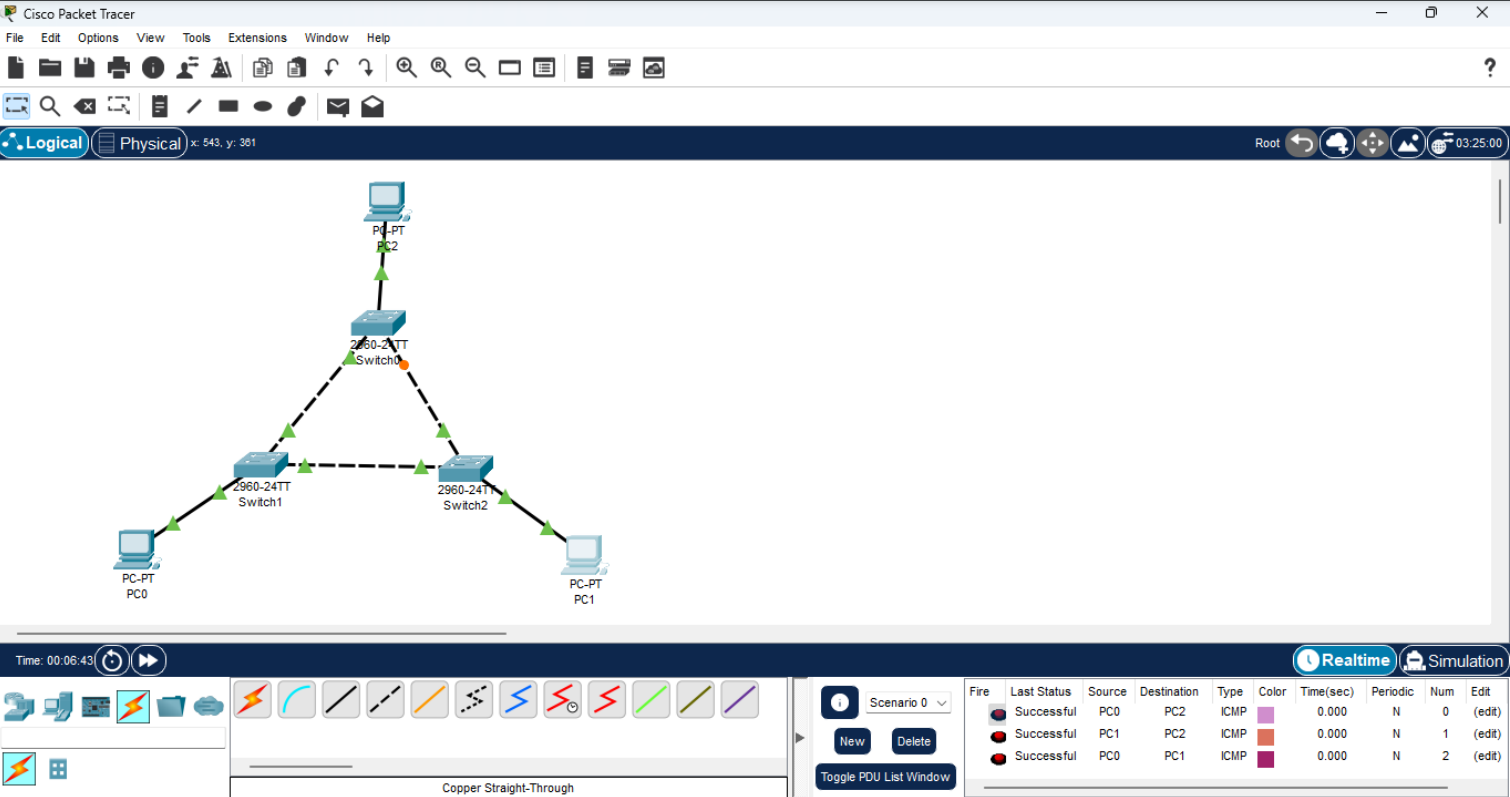 Cisco Packet Tracer
File Edit Options View Tools Extensions Window Help
Logical Physical x: 543, y: 361 Root 03:25:00
PC-PT
PC2
2960-24TT
Switch0
2960-24TT
Switch1
2960-24TT
Switch2
PC-PT
PC0
PC-PT
PC1
Time: 00:06:43 Realtime Simulation
Scenario 0
New Delete
Toggle PDU List Window
Fire Last Status Source Destination Type Color Time(sec) Periodic Num Edit
Successful PC0 PC2 ICMP 0.000 N 0 (edit)
Successful PC1 PC2 ICMP 0.000 N 1 (edit)
Successful PC0 PC1 ICMP 0.000 N 2 (edit)
Copper Straight-Through